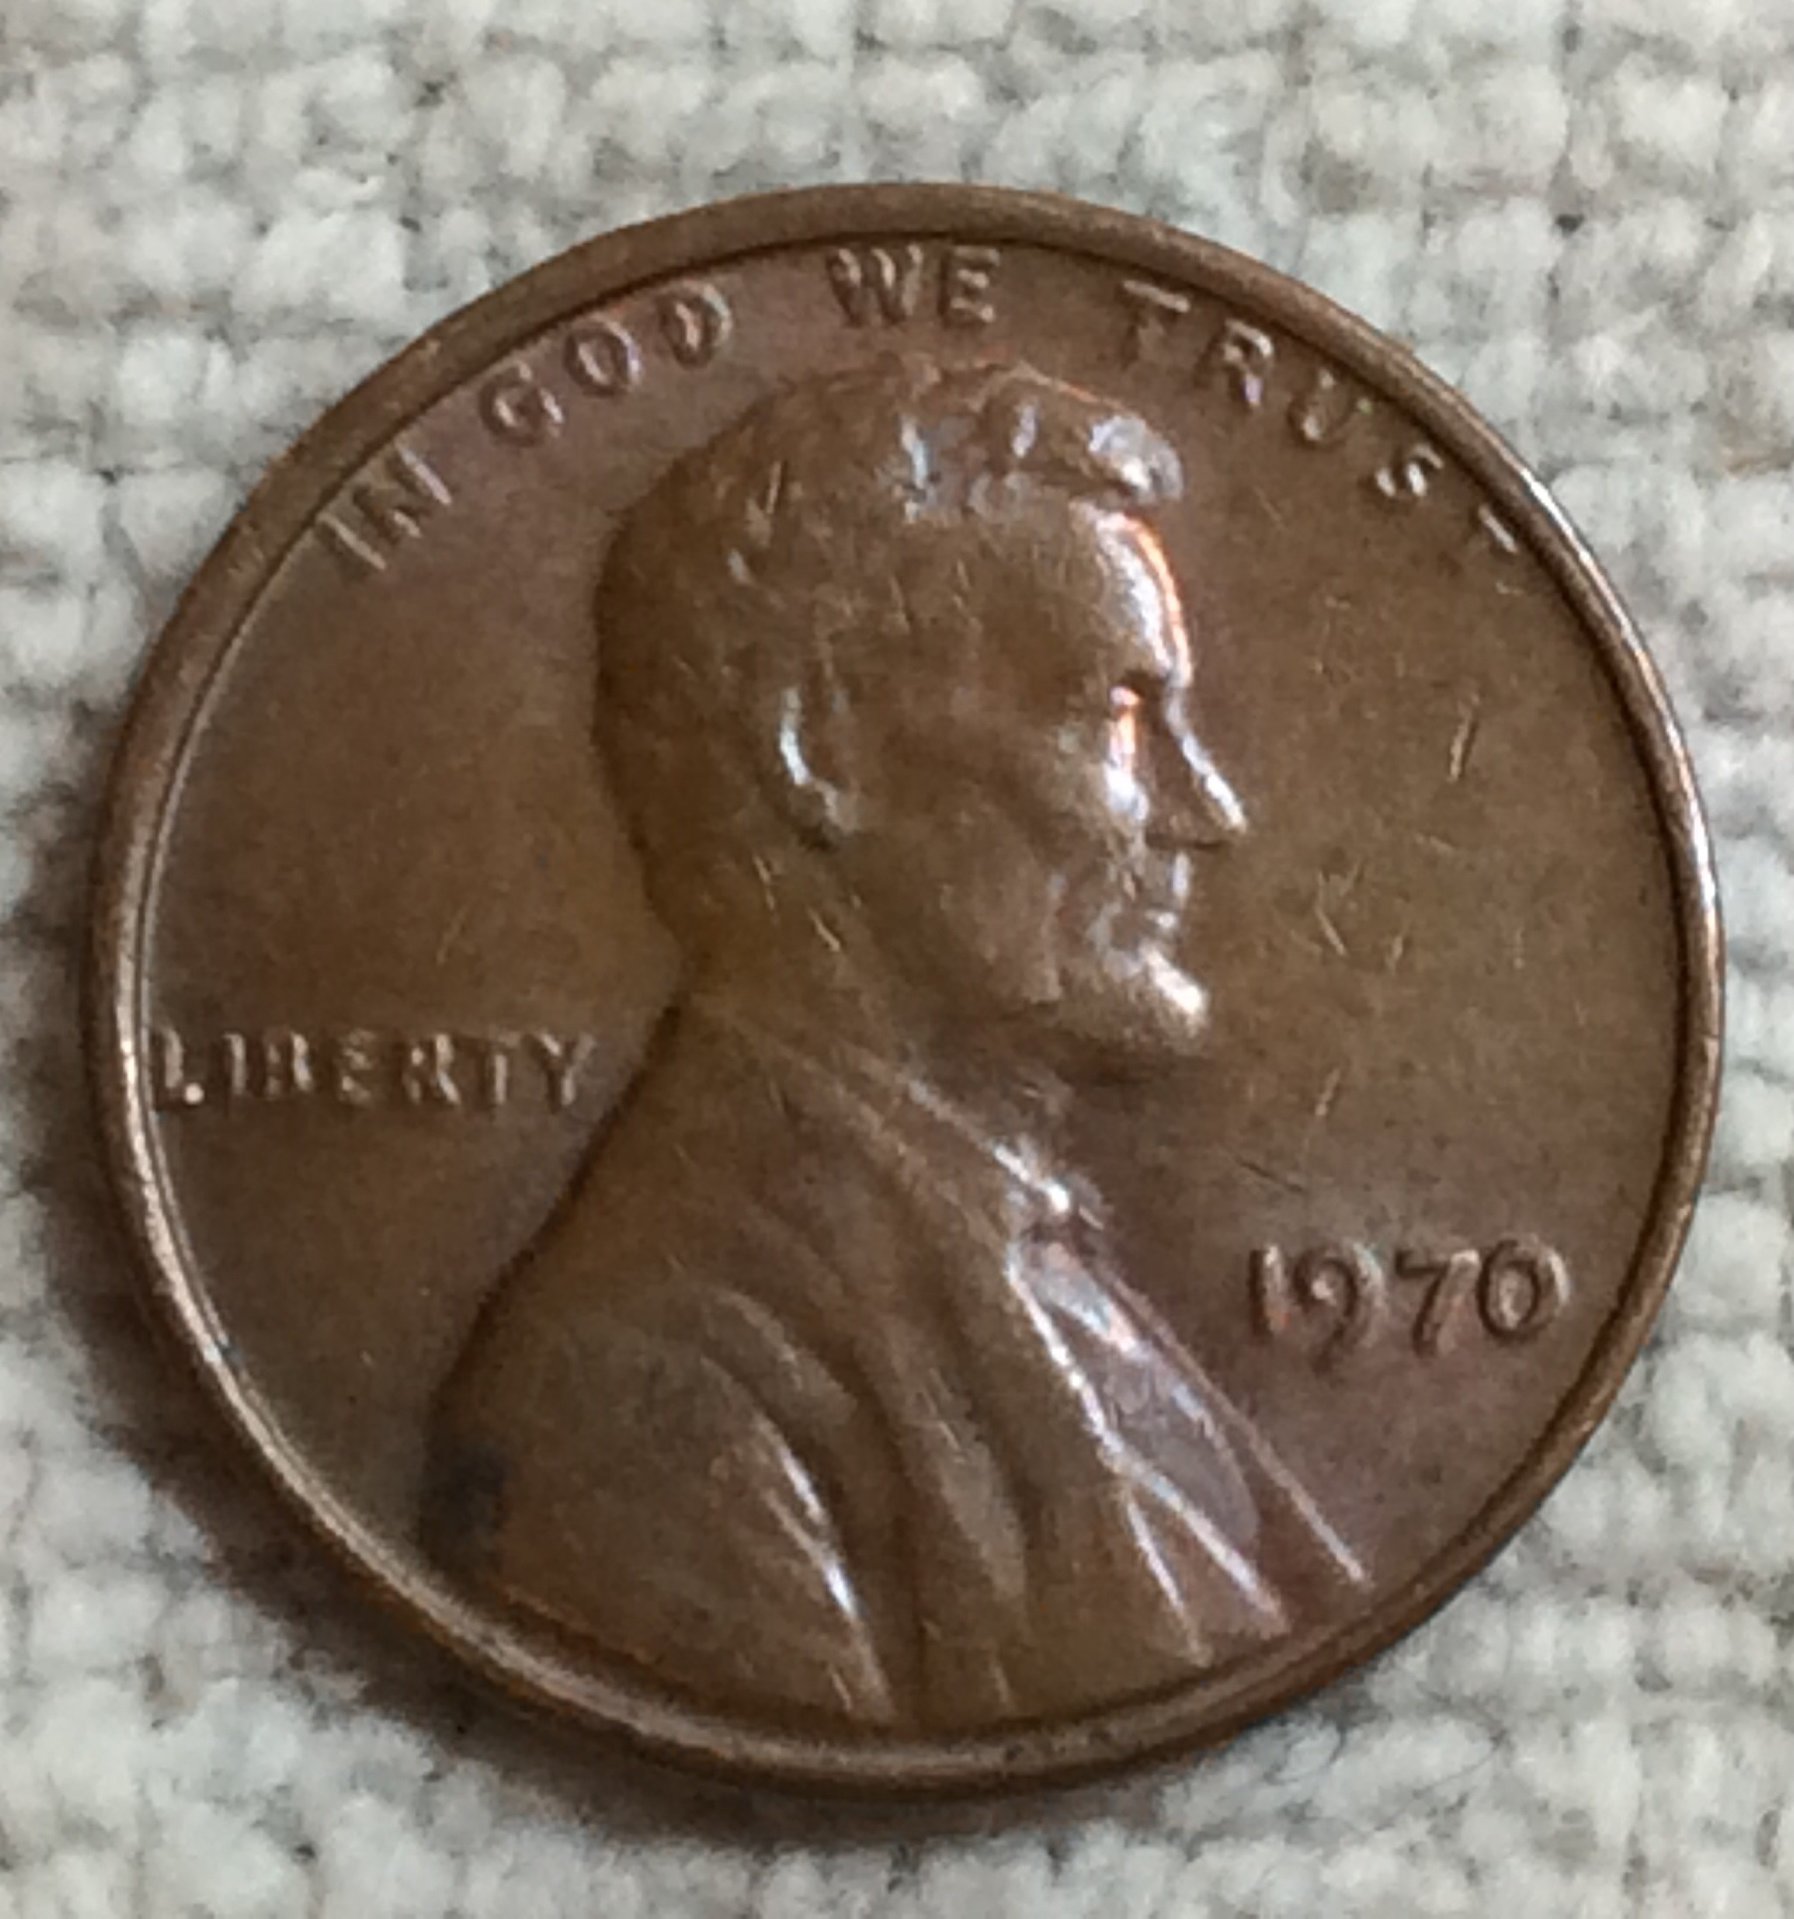 IN GOD WE TRUST
LIBERTY
1970